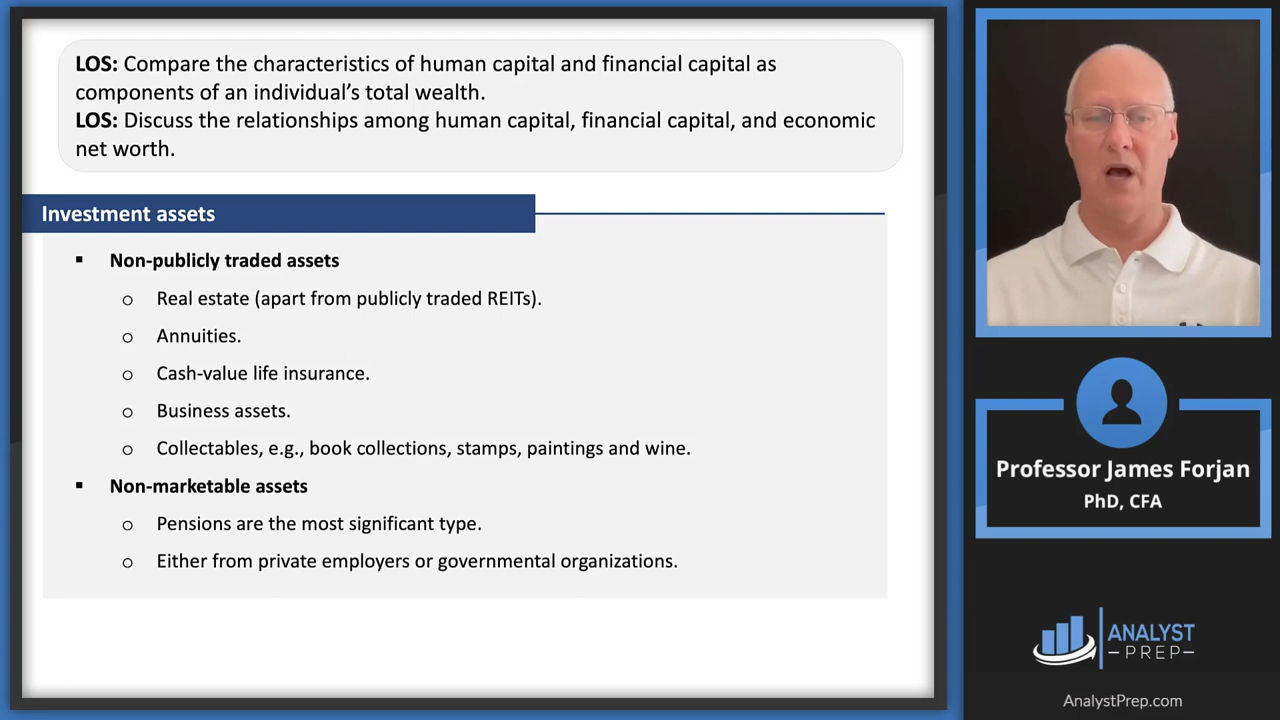 LOS: Compare the characteristics of human capital and financial capital as
components of an individual’s total wealth.
LOS: Discuss the relationships among human capital, financial capital, and economic
net worth.
Investment assets
▪ Non-publicly traded assets
o Real estate (apart from publicly traded REITs).
o Annuities.
o Cash-value life insurance.
o Business assets.
o Collectables, e.g., book collections, stamps, paintings and wine.
▪ Non-marketable assets
o Pensions are the most significant type.
o Either from private employers or governmental organizations.
Professor James Forjan
PhD, CFA
ANALYST
–PREP–
AnalystPrep.com